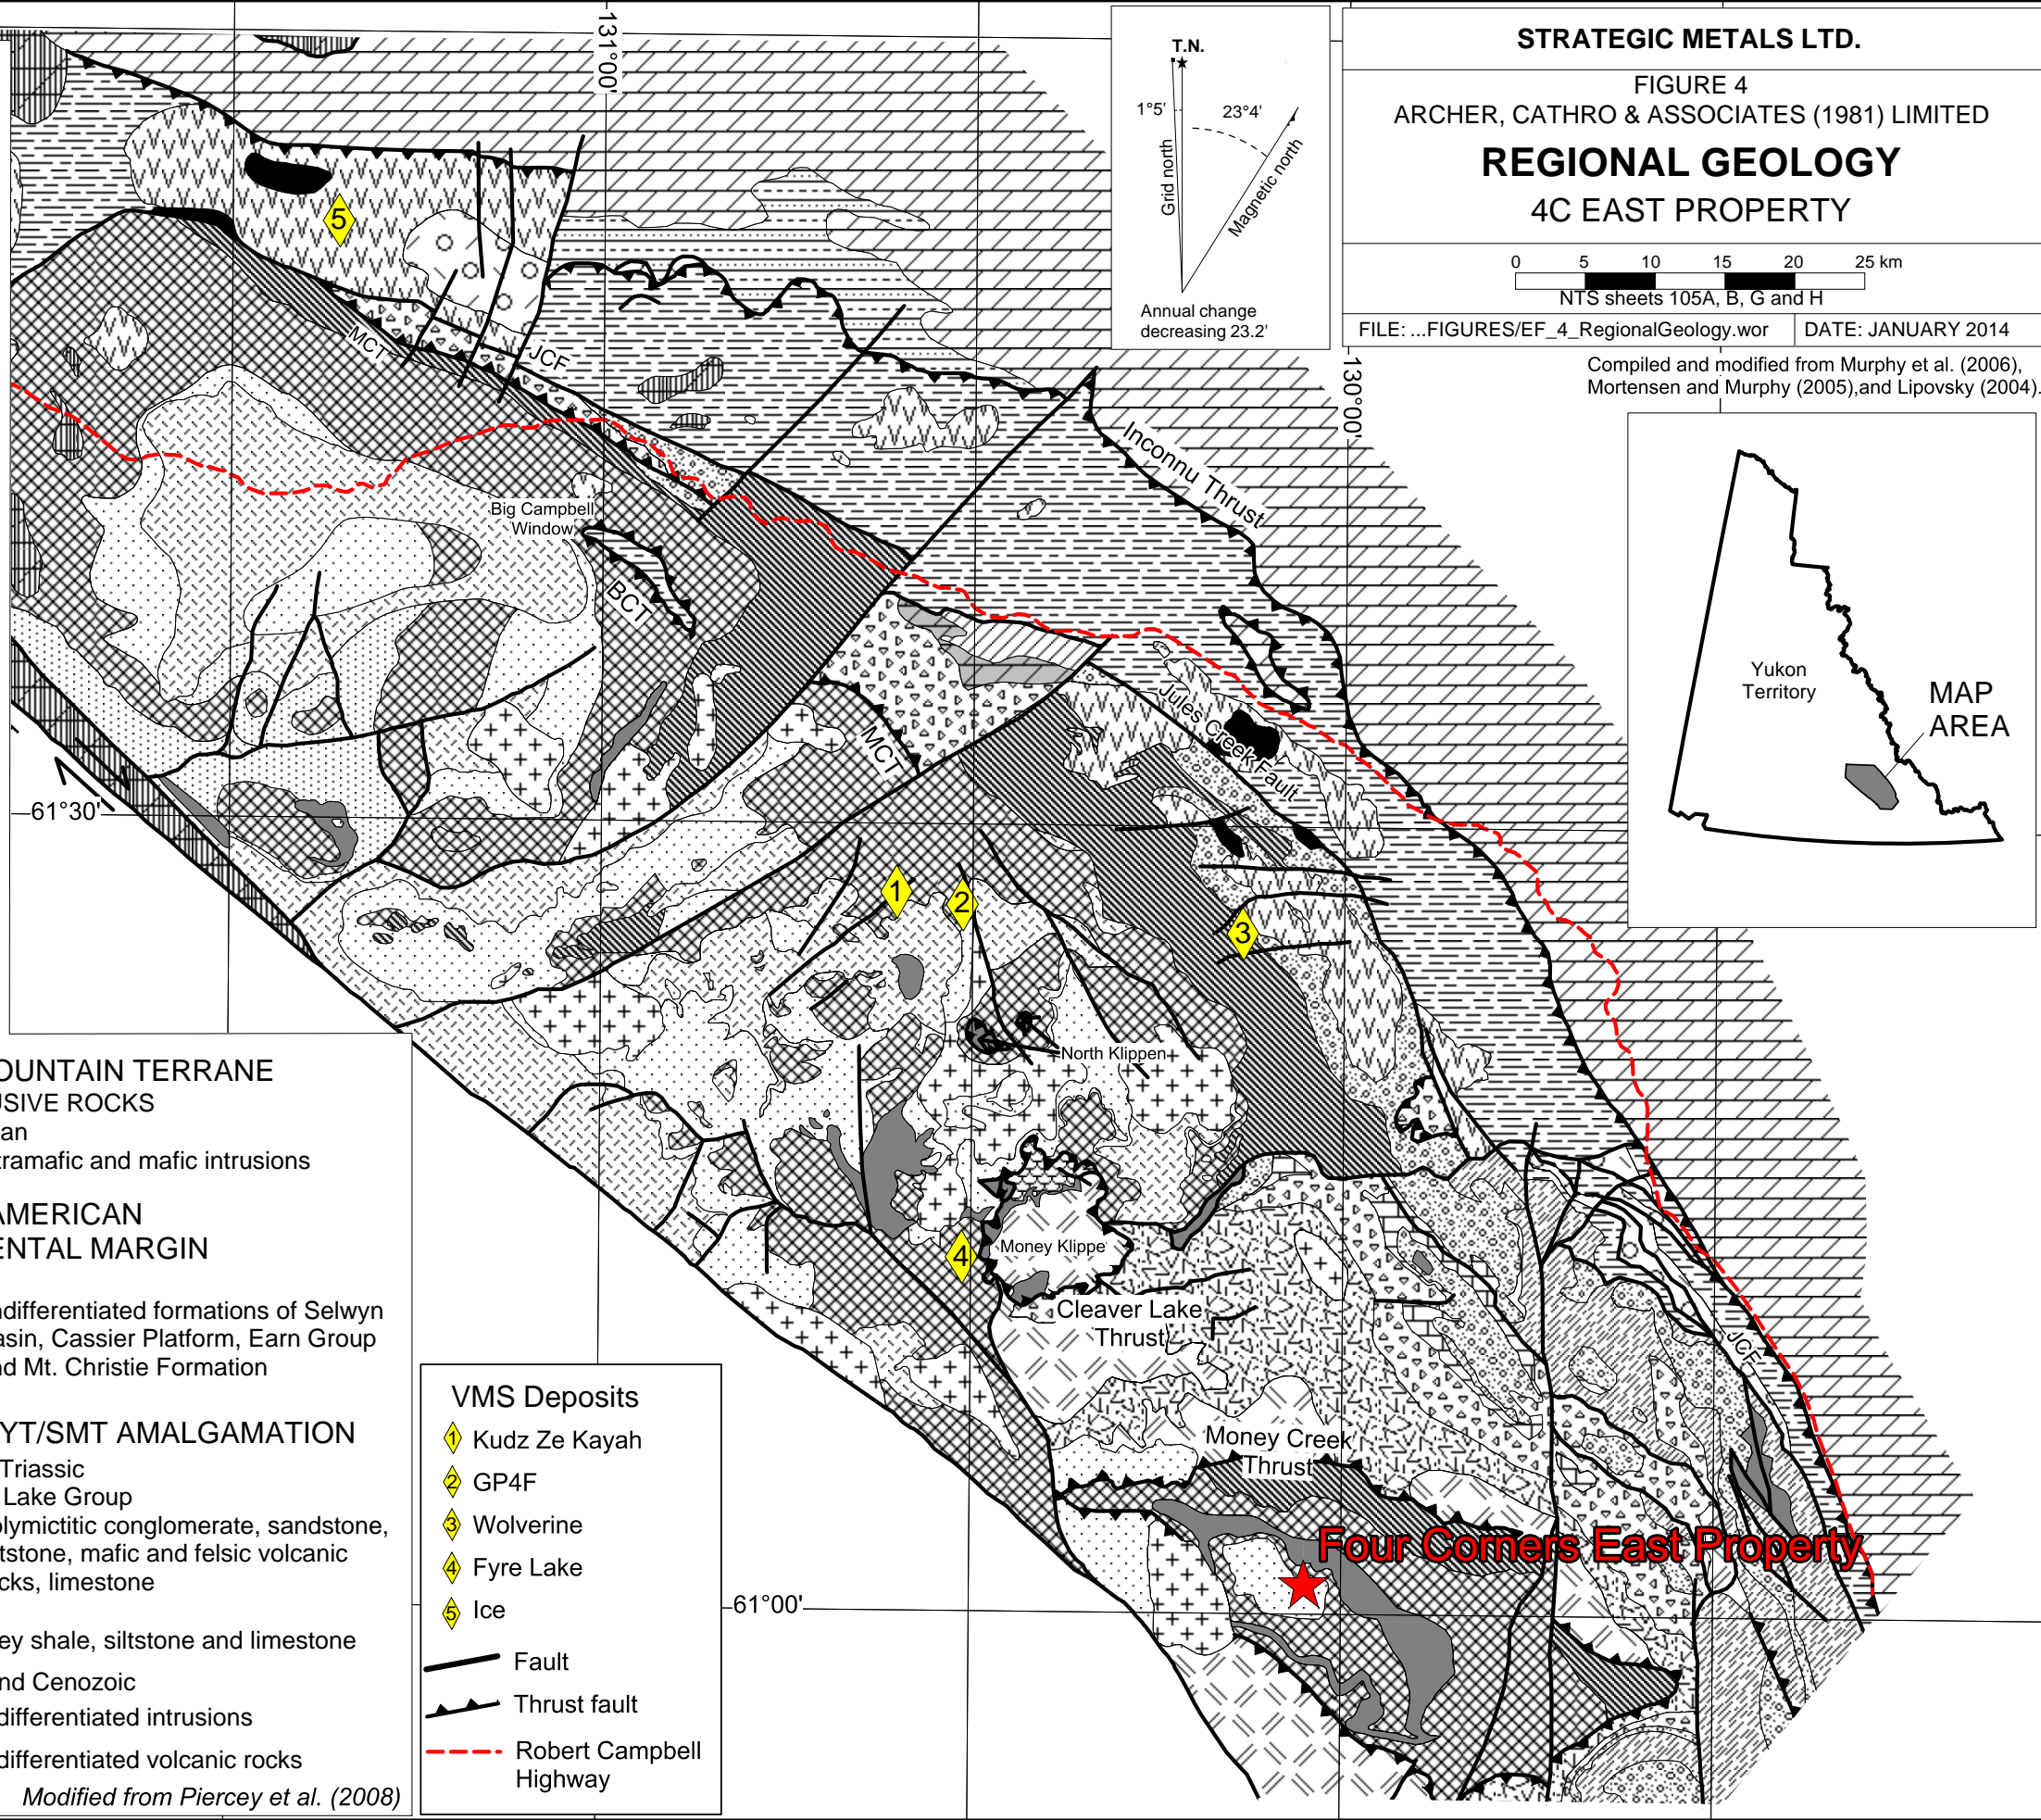 STRATEGIC METALS LTD.
FIGURE 4
ARCHER, CATHRO & ASSOCIATES (1981) LIMITED
REGIONAL GEOLOGY
4C EAST PROPERTY
0 5 10 15 20 25 km
NTS sheets 105A, B, G and H
FILE: ...FIGURES/EF_4_RegionalGeology.wor
DATE: JANUARY 2014
Compiled and modified from Murphy et al. (2006),
Mortensen and Murphy (2005),and Lipovsky (2004).
T.N.
1°5'
23°4'
Grid north
Magnetic north
Annual change
decreasing 23.2'
131°00'
130°00'
Yukon
Territory
MAP
AREA
5
MCT
JCF
Inconnu Thrust
Big Campbell
Window
BCT
Jules Creek Fault
MCT
61°30'
1
2
3
North Klippen
Money Klippe
4
Cleaver Lake
Thrust
JCF
Money Creek
Thrust
Four Corners East Property
61°00'
OUNTAIN TERRANE
USIVE ROCKS
an
tramafic and mafic intrusions
AMERICAN
ENTAL MARGIN
ndifferentiated formations of Selwyn
asin, Cassier Platform, Earn Group
nd Mt. Christie Formation
YT/SMT AMALGAMATION
Triassic
Lake Group
olymictitic conglomerate, sandstone,
tstone, mafic and felsic volcanic
cks, limestone
ey shale, siltstone and limestone
nd Cenozoic
differentiated intrusions
differentiated volcanic rocks
Modified from Piercey et al. (2008)
VMS Deposits
1 Kudz Ze Kayah
2 GP4F
3 Wolverine
4 Fyre Lake
5 Ice
Fault
Thrust fault
Robert Campbell
Highway